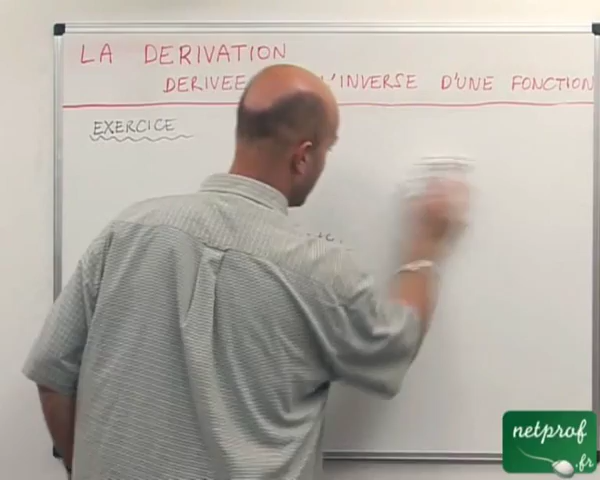 LA DERIVATION
DERIVEE L'INVERSE D'UNE FONCTION
EXERCICE
netprof
.fr